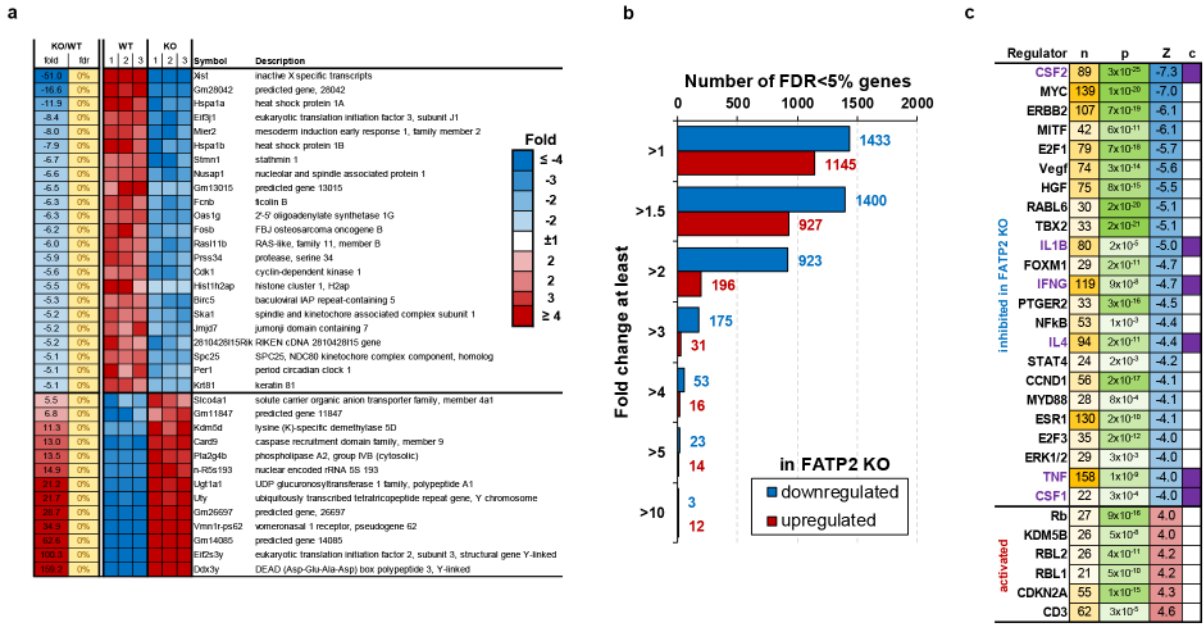 a
KO/WT WT KO
fold fdr 1 2 3 1 2 3 Symbol Description
-51.0 0% Xist inactive X specific transcripts
-16.6 0% Gm28042 predicted gene, 28042
-11.9 0% Hspa1a heat shock protein 1A
-8.4 0% Eif3j1 eukaryotic translation initiation factor 3, subunit J1
-8.0 0% Mier2 mesoderm induction early response 1, family member 2
-7.9 0% Hspa1b heat shock protein 1B
-6.7 0% Stmn1 stathmin 1
-6.6 0% Nusap1 nucleolar and spindle associated protein 1
-6.5 0% Gm13015 predicted gene 13015
-6.3 0% Fcnb ficolin B
-6.3 0% Oas1g 2'-5' oligoadenylate synthetase 1G
-6.2 0% Fosb FBJ osteosarcoma oncogene B
-6.0 0% Rasl11b RAS-like, family 11, member B
-5.9 0% Prss34 protease, serine 34
-5.6 0% Cdk1 cyclin-dependent kinase 1
-5.5 0% Hist1h2ap histone cluster 1, H2ap
-5.3 0% Birc5 baculoviral IAP repeat-containing 5
-5.2 0% Ska1 spindle and kinetochore associated complex subunit 1
-5.2 0% Jmjd7 jumonji domain containing 7
-5.2 0% 2810428I15Rik RIKEN cDNA 2810428I15 gene
-5.1 0% Spc25 SPC25, NDC80 kinetochore complex component, homolog
-5.1 0% Per1 period circadian clock 1
-5.1 0% Krt81 keratin 81
5.5 0% Slco4a1 solute carrier organic anion transporter family, member 4a1
6.8 0% Gm11847 predicted gene 11847
11.3 0% Kdm5d lysine (K)-specific demethylase 5D
13.0 0% Card9 caspase recruitment domain family, member 9
13.5 0% Pla2g4b phospholipase A2, group IVB (cytosolic)
14.9 0% n-R5s193 nuclear encoded rRNA 5S 193
21.2 0% Ugt1a1 UDP glucuronosyltransferase 1 family, polypeptide A1
21.7 0% Uty ubiquitously transcribed tetratricopeptide repeat gene, Y chromosome
0% Gm26697 predicted gene, 26697
34.9 0% Vmn1r-ps62 vomeronasal 1 receptor, pseudogene 62
62.6 0% Gm14085 predicted gene 14085
100.3 0% Eif2s3y eukaryotic translation initiation factor 2, subunit 3, structural gene Y-linked
159.2 0% Ddx3y DEAD (Asp-Glu-Ala-Asp) box polypeptide 3, Y-linked
Fold
≤ -4
-3
-2
-2
±1
2
2
3
≥ 4
b
Number of FDR<5% genes
0 500 1000 1500 2000
Fold change at least
>1 1433
1145
>1.5 1400
927
>2 923
196
>3 175
31
>4 53
16
>5 23
14
>10 3
12
in FATP2 KO
downregulated
upregulated
c
Regulator n p Z c
inhibited in FATP2 KO
CSF2 89 3x10⁻²⁵ -7.3
MYC 139 1x10⁻²⁰ -7.0
ERBB2 107 7x10⁻¹⁹ -6.1
MITF 42 6x10⁻¹¹ -6.1
E2F1 79 7x10⁻¹⁸ -5.7
Vegf 74 3x10⁻¹⁴ -5.6
HGF 75 8x10⁻¹⁵ -5.5
RABL6 30 2x10⁻²⁰ -5.1
TBX2 33 2x10⁻²¹ -5.1
IL1B 80 2x10⁻⁵ -5.0
FOXM1 29 2x10⁻¹¹ -4.7
IFNG 119 9x10⁻⁸ -4.7
PTGER2 33 3x10⁻¹⁶ -4.5
NFkB 53 1x10⁻³ -4.4
IL4 94 2x10⁻¹¹ -4.4
STAT4 24 2x10⁻³ -4.2
CCND1 56 2x10⁻¹⁷ -4.1
MYD88 28 8x10⁻⁴ -4.1
ESR1 130 2x10⁻¹⁰ -4.1
E2F3 35 2x10⁻¹² -4.0
ERK1/2 29 3x10⁻³ -4.0
TNF 158 1x10⁻⁹ -4.0
CSF1 22 3x10⁻⁴ -4.0
activated
Rb 27 9x10⁻¹⁶ 4.0
KDM5B 26 5x10⁻⁸ 4.0
RBL2 26 4x10⁻¹¹ 4.2
RBL1 21 5x10⁻¹⁰ 4.2
CDKN2A 55 1x10⁻¹⁵ 4.3
CD3 62 3x10⁻⁵ 4.6